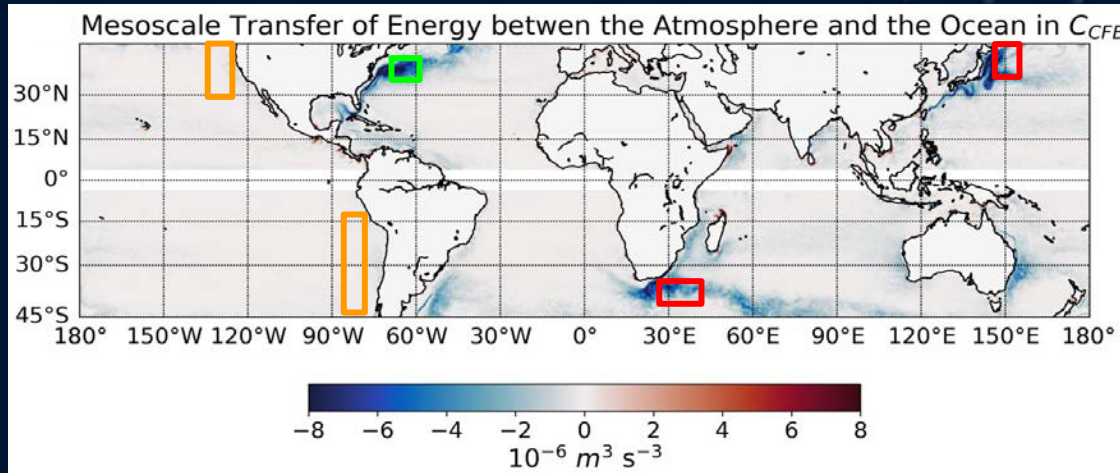 Mesoscale Transfer of Energy betwen the Atmosphere and the Ocean in C_CFB
30°N
15°N
0°
15°S
30°S
45°S
180° 150°W 120°W 90°W 60°W 30°W 0° 30°E 60°E 90°E 120°E 150°E 180°
−8 −6 −4 −2 0 2 4 6 8
10⁻⁶ m³ s⁻³